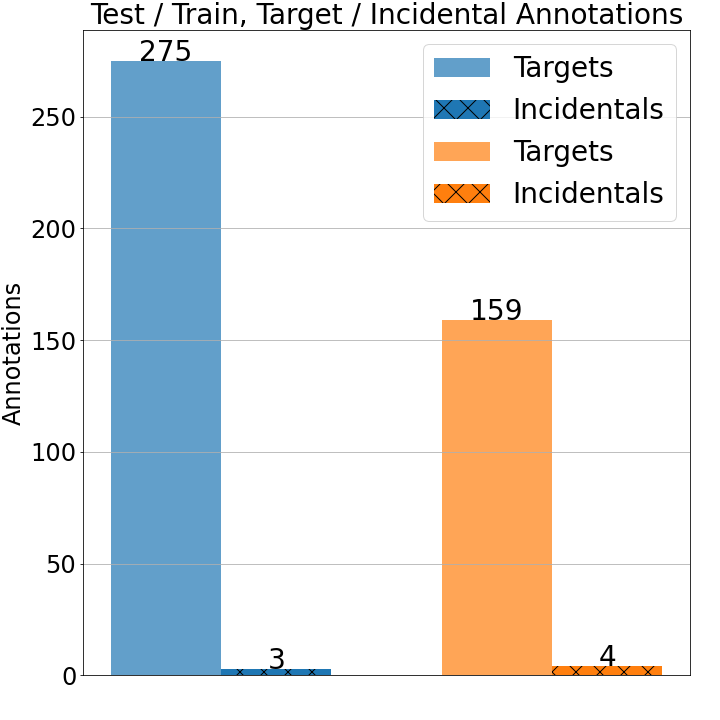 Test / Train, Target / Incidental Annotations
275
Targets
Incidentals
Targets
Incidentals
250
200
159
150
Annotations
100
50
3
4
0